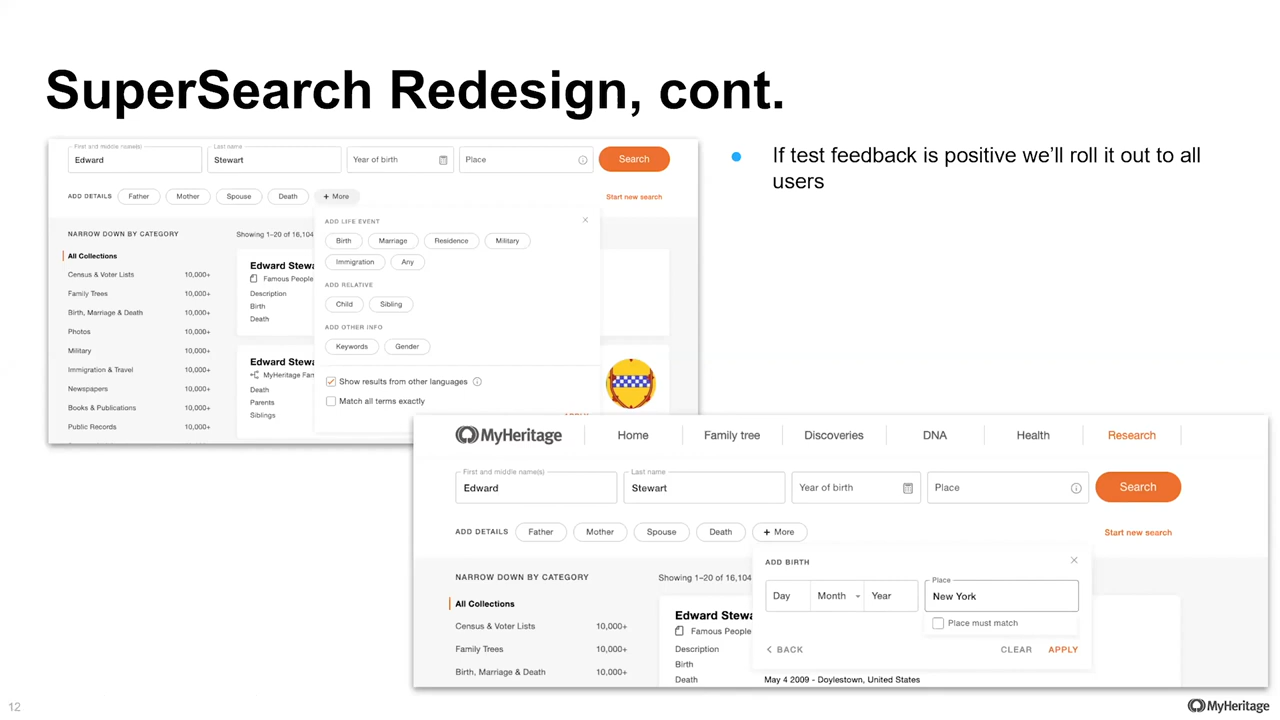 SuperSearch Redesign, cont.
First and middle name(s) Last name
Edward Stewart Year of birth Place Search
ADD DETAILS Father Mother Spouse Death + More Start new search
NARROW DOWN BY CATEGORY Showing 1–20 of 16,104
All Collections
Census & Voter Lists 10,000+
Family Trees 10,000+
Birth, Marriage & Death 10,000+
Photos 10,000+
Military 10,000+
Immigration & Travel 10,000+
Newspapers 10,000+
Books & Publications 10,000+
Public Records 10,000+
Edward Stewa
Famous People
Description
Birth
Death
Edward Stewa
MyHeritage Fam
Death
Parents
Siblings
ADD LIFE EVENT
Birth Marriage Residence Military
Immigration Any
ADD RELATIVE
Child Sibling
ADD OTHER INFO
Keywords Gender
Show results from other languages
Match all terms exactly
If test feedback is positive we’ll roll it out to all
users
MyHeritage Home Family tree Discoveries DNA Health Research
First and middle name(s) Last name
Edward Stewart Year of birth Place Search
ADD DETAILS Father Mother Spouse Death + More Start new search
NARROW DOWN BY CATEGORY Showing 1–20 of 16,104
All Collections
Census & Voter Lists 10,000+
Family Trees 10,000+
Birth, Marriage & Death 10,000+
Edward Stewa
Famous People
Description
Birth
Death May 4 2009 - Doylestown, United States
ADD BIRTH
Place
Day Month Year New York
Place must match
BACK CLEAR APPLY
12 MyHeritage